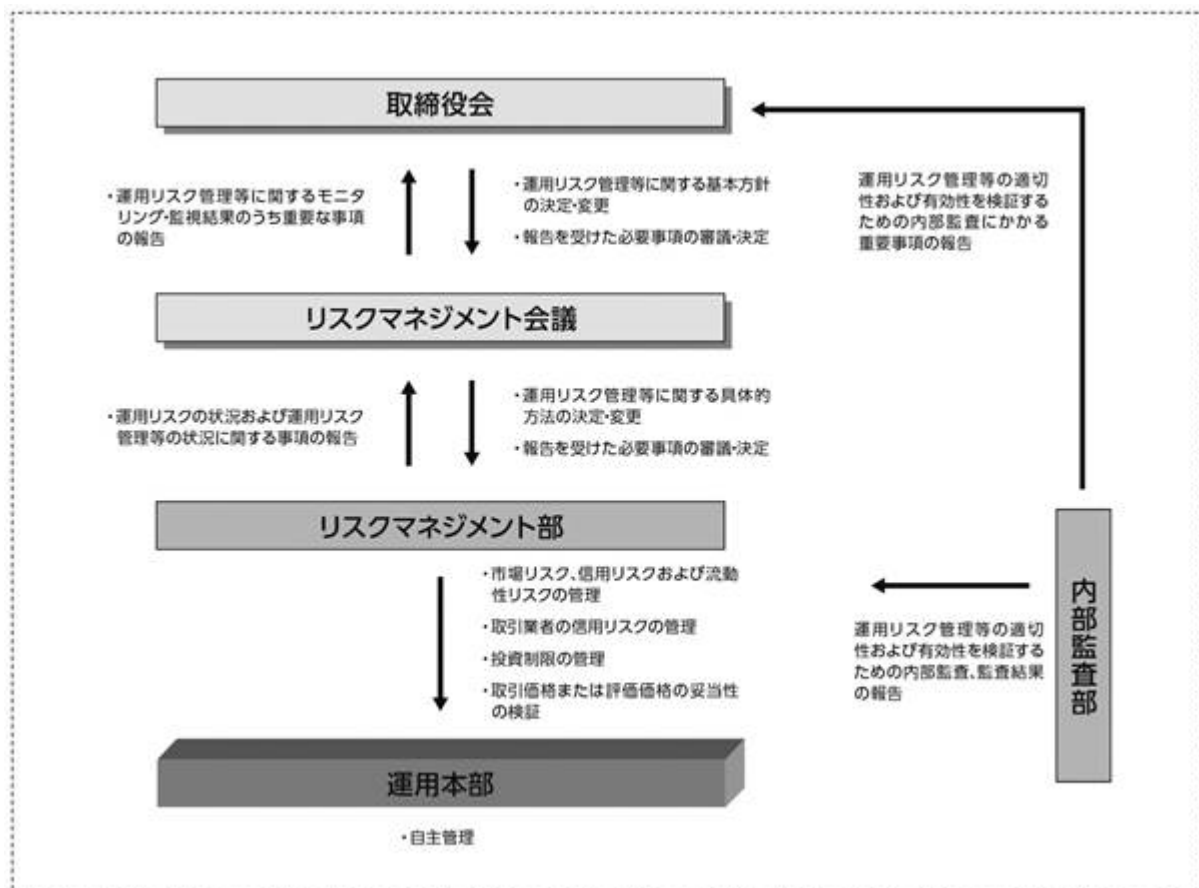 取締役会
・運用リスク管理等に関するモニタ
リング・監視結果のうち重要な事項
の報告
・運用リスク管理等に関する基本方針
の決定・変更
・報告を受けた必要事項の審議・決定
運用リスク管理等の適切
性および有効性を検証す
るための内部監査にかかる
重要事項の報告
リスクマネジメント会議
・運用リスクの状況および運用リスク
管理等の状況に関する事項の報告
・運用リスク管理等に関する具体的
方法の決定・変更
・報告を受けた必要事項の審議・決定
リスクマネジメント部
・市場リスク、信用リスクおよび流動
性リスクの管理
・取引業者の信用リスクの管理
・投資制限の管理
・取引価格または評価価格の妥当性
の検証
運用リスク管理等の適切
性および有効性を検証する
ための内部監査、監査結果
の報告
内部監査部
運用本部
・自主管理